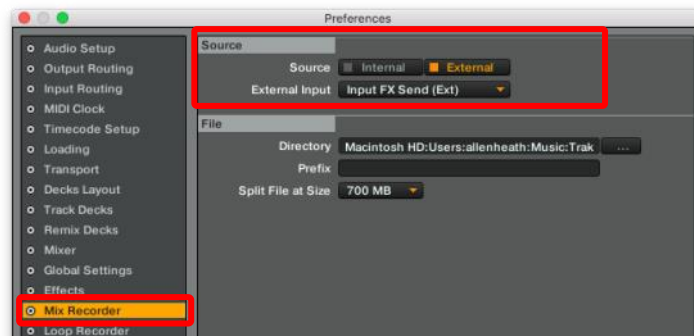 Preferences
Audio Setup
Output Routing
Input Routing
MIDI Clock
Timecode Setup
Loading
Transport
Decks Layout
Track Decks
Remix Decks
Mixer
Global Settings
Effects
Mix Recorder
Loop Recorder
Source
Source Internal External
External Input Input FX Send (Ext)
File
Directory Macintosh HD:Users:allenheath:Music:Trak ...
Prefix
Split File at Size 700 MB